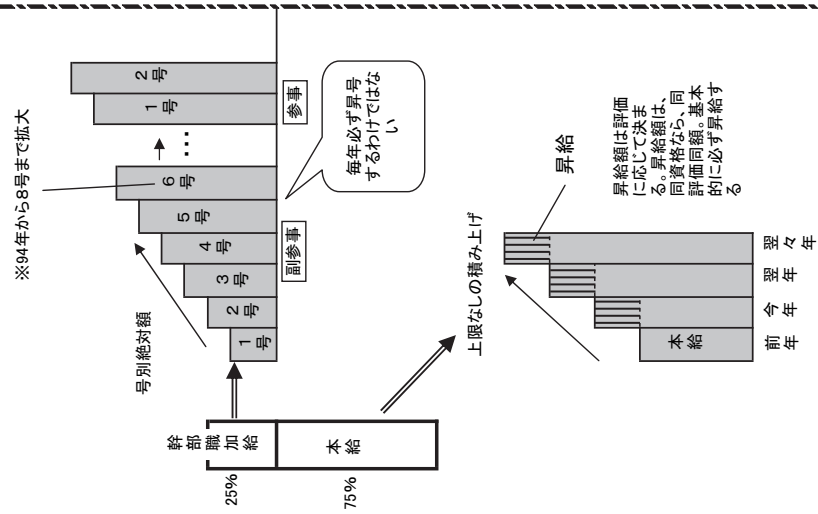 ※94年から8号まで拡大
号別絶対額
1号
2号
3号
4号
5号
6号
…
1号
2号
副参事
参事
毎年必ず昇号
するわけではな
い
幹部職加給
25%
本給
75%
上限なしの積み上げ
本給
前年
今年
翌年
翌々年
昇給
昇給額は評価
に応じて決ま
る。昇給額は、
同資格なら、同
評価同額。基本
的に必ず昇給す
る